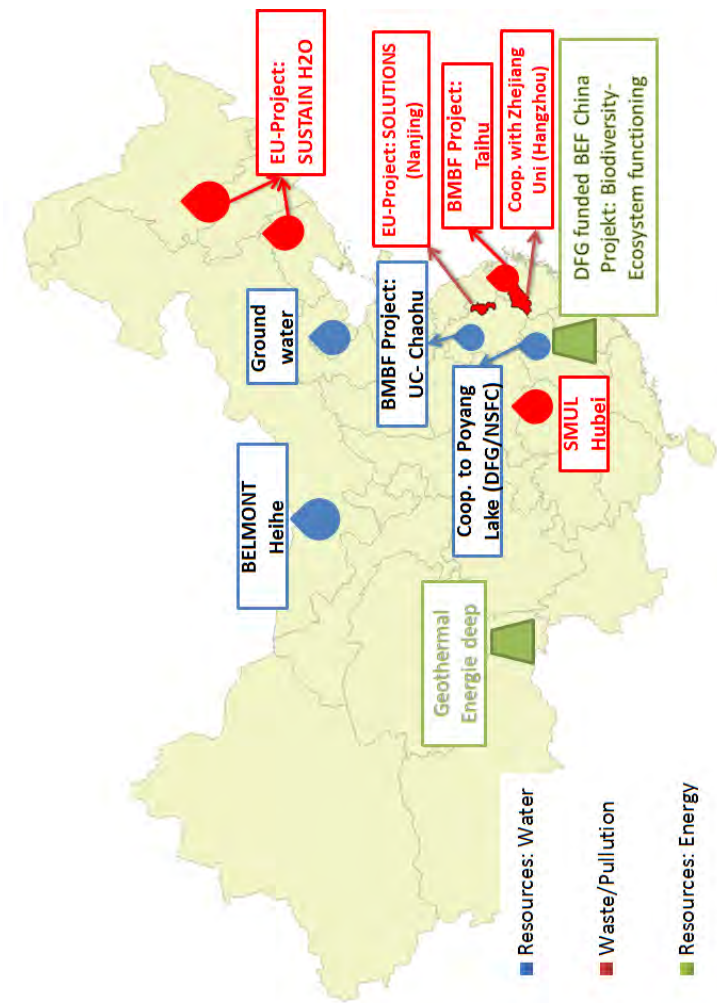 EU-Project:
SUSTAIN H2O
Ground
water
BELMONT
Heihe
EU-Project: SOLUTIONS
(Nanjing)
BMBF Project:
UC- Chaohu
BMBF Project:
Taihu
Coop. to Poyang
Lake (DFG/NSFC)
Coop. with Zhejiang
Uni (Hangzhou)
Geothermal
Energie deep
SMUL
Hubei
DFG funded BEF China
Projekt: Biodiversity-
Ecosystem functioning
Resources: Water
Waste/Pullution
Resources: Energy